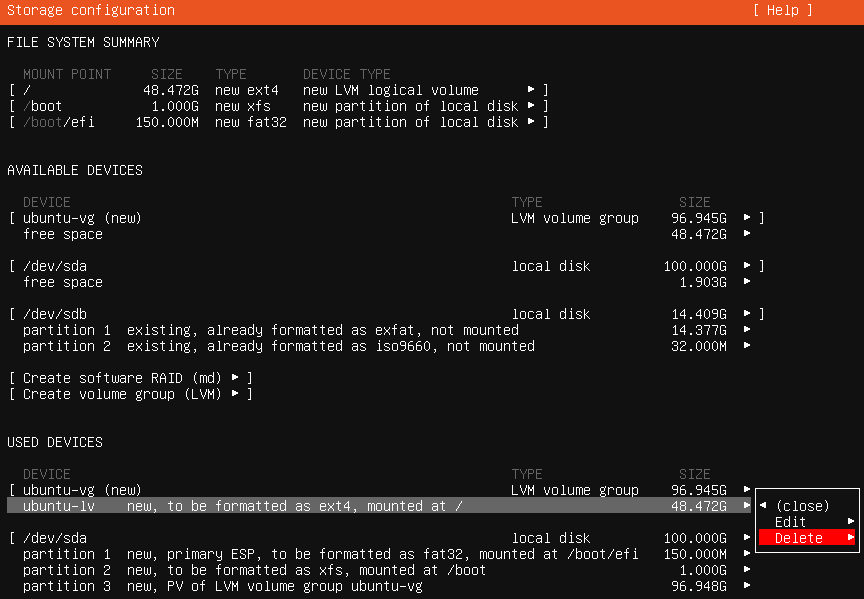 Storage configuration [ Help ]
FILE SYSTEM SUMMARY
MOUNT POINT SIZE TYPE DEVICE TYPE
[ / 48.472G new ext4 new LVM logical volume ▸ ]
[ /boot 1.000G new xfs new partition of local disk ▸ ]
[ /boot/efi 150.000M new fat32 new partition of local disk ▸ ]
AVAILABLE DEVICES
DEVICE TYPE SIZE
[ ubuntu-vg (new) LVM volume group 96.945G ▸ ]
free space 48.472G ▸
[ /dev/sda local disk 100.000G ▸ ]
free space 1.903G ▸
[ /dev/sdb local disk 14.409G ▸ ]
partition 1 existing, already formatted as exfat, not mounted 14.377G ▸
partition 2 existing, already formatted as iso9660, not mounted 32.000M ▸
[ Create software RAID (md) ▸ ]
[ Create volume group (LVM) ▸ ]
USED DEVICES
DEVICE TYPE SIZE
[ ubuntu-vg (new) LVM volume group 96.945G ▸
ubuntu-lv new, to be formatted as ext4, mounted at / 48.472G ▸ ◂ (close)
Edit ▸
[ /dev/sda local disk 100.000G ▸ Delete ▸
partition 1 new, primary ESP, to be formatted as fat32, mounted at /boot/efi 150.000M ▸
partition 2 new, to be formatted as xfs, mounted at /boot 1.000G ▸
partition 3 new, PV of LVM volume group ubuntu-vg 96.948G ▸